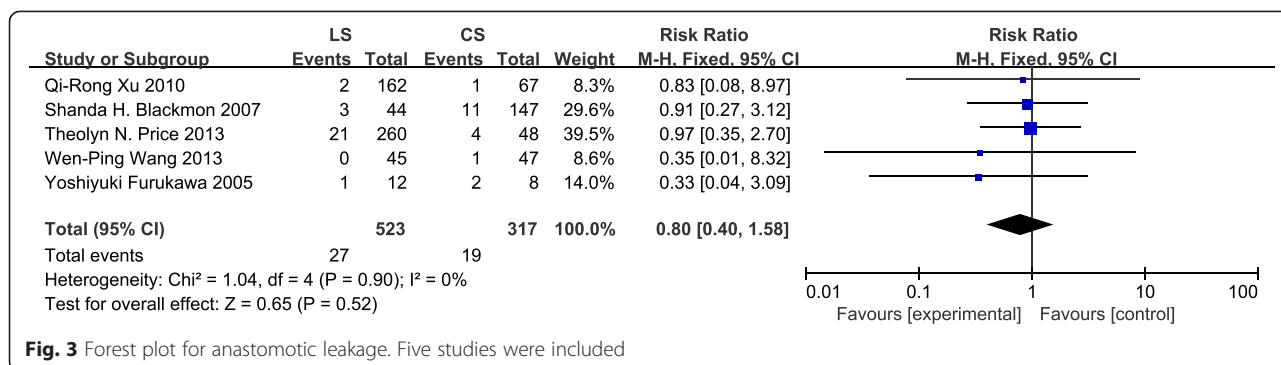 LS CS Risk Ratio Risk Ratio
Study or Subgroup Events Total Events Total Weight M-H, Fixed, 95% CI M-H, Fixed, 95% CI
Qi-Rong Xu 2010 2 162 1 67 8.3% 0.83 [0.08, 8.97]
Shanda H. Blackmon 2007 3 44 11 147 29.6% 0.91 [0.27, 3.12]
Theolyn N. Price 2013 21 260 4 48 39.5% 0.97 [0.35, 2.70]
Wen-Ping Wang 2013 0 45 1 47 8.6% 0.35 [0.01, 8.32]
Yoshiyuki Furukawa 2005 1 12 2 8 14.0% 0.33 [0.04, 3.09]
Total (95% CI) 523 317 100.0% 0.80 [0.40, 1.58]
Total events 27 19
Heterogeneity: Chi² = 1.04, df = 4 (P = 0.90); I² = 0%
Test for overall effect: Z = 0.65 (P = 0.52)
0.01 0.1 1 10 100
Favours [experimental] Favours [control]
Fig. 3 Forest plot for anastomotic leakage. Five studies were included